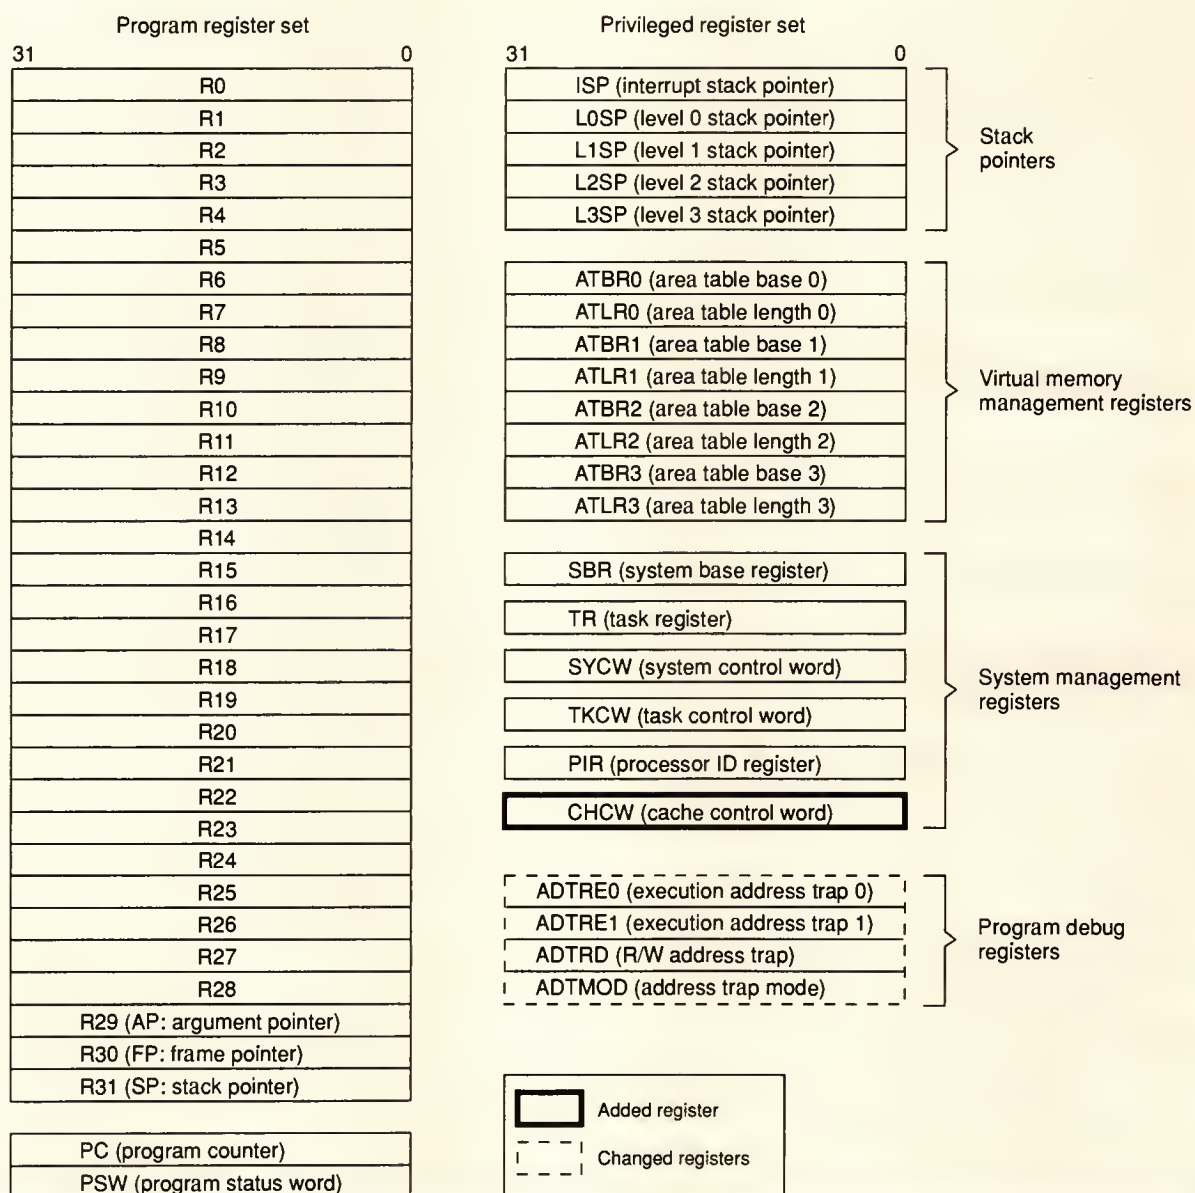 Program register set
31 0
R0
R1
R2
R3
R4
R5
R6
R7
R8
R9
R10
R11
R12
R13
R14
R15
R16
R17
R18
R19
R20
R21
R22
R23
R24
R25
R26
R27
R28
R29 (AP: argument pointer)
R30 (FP: frame pointer)
R31 (SP: stack pointer)
PC (program counter)
PSW (program status word)
Privileged register set
31 0
ISP (interrupt stack pointer)
L0SP (level 0 stack pointer)
L1SP (level 1 stack pointer)
L2SP (level 2 stack pointer)
L3SP (level 3 stack pointer)
Stack
pointers
ATBR0 (area table base 0)
ATLR0 (area table length 0)
ATBR1 (area table base 1)
ATLR1 (area table length 1)
ATBR2 (area table base 2)
ATLR2 (area table length 2)
ATBR3 (area table base 3)
ATLR3 (area table length 3)
Virtual memory
management registers
SBR (system base register)
TR (task register)
SYCW (system control word)
TKCW (task control word)
PIR (processor ID register)
CHCW (cache control word)
System management
registers
ADTRE0 (execution address trap 0)
ADTRE1 (execution address trap 1)
ADTRD (R/W address trap)
ADTMOD (address trap mode)
Program debug
registers
Added register
Changed registers